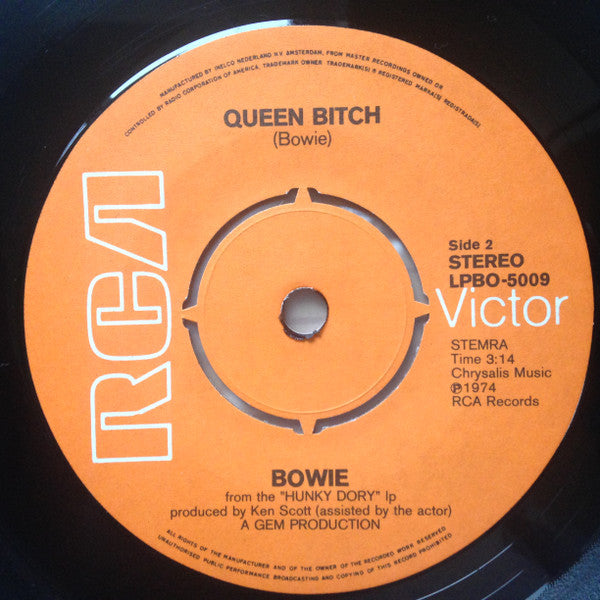 MANUFACTURED BY INELCO NEDERLAND N.V. AMSTERDAM, FROM MASTER RECORDINGS OWNED OR
CONTROLLED BY RADIO CORPORATION OF AMERICA, TRADEMARK OWNER. TRADEMARK(S) ® REGISTERED MARKA(S) REGISTRADA(S)
QUEEN BITCH
(Bowie)
RCA
Side 2
STEREO
LPBO-5009
Victor
STEMRA
Time 3:14
Chrysalis Music
℗1974
RCA Records
BOWIE
from the "HUNKY DORY" lp
produced by Ken Scott (assisted by the actor)
A GEM PRODUCTION
ALL RIGHTS OF THE MANUFACTURER AND OF THE OWNER OF THE RECORDED WORK RESERVED
UNAUTHORISED PUBLIC PERFORMANCE BROADCASTING AND COPYING OF THIS RECORD PROHIBITED